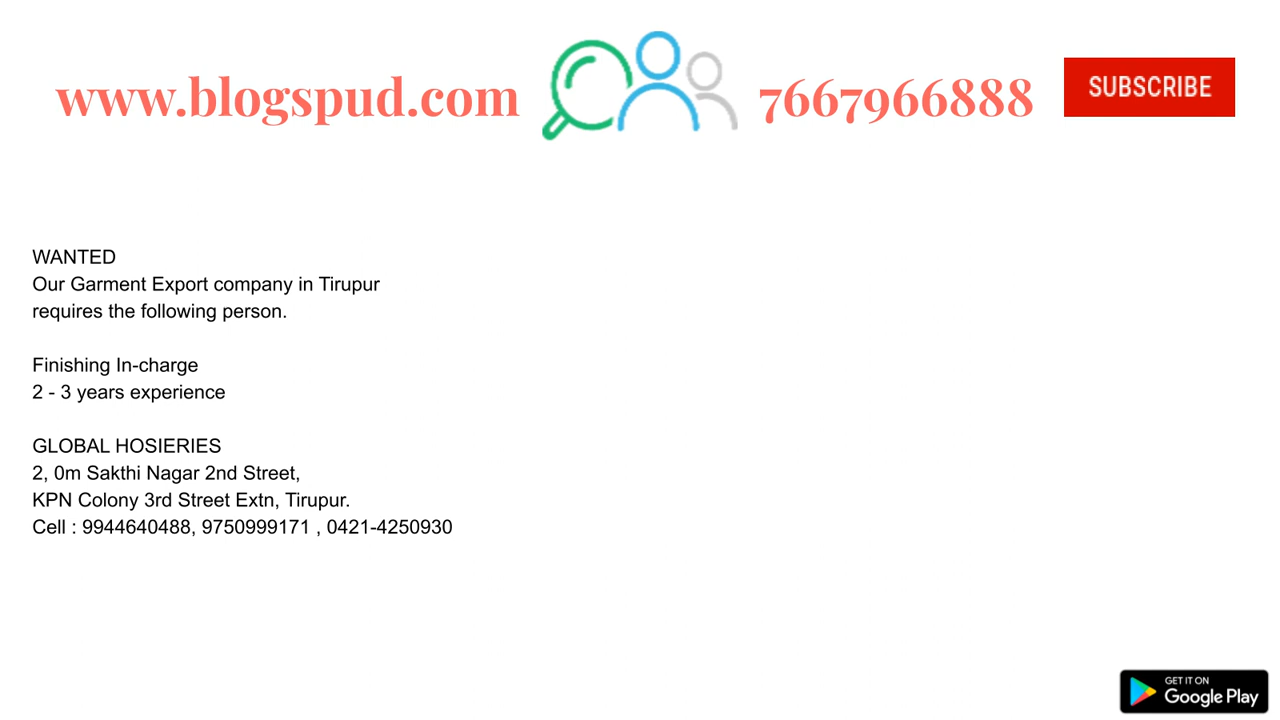 www.blogspud.com
7667966888
SUBSCRIBE
WANTED
Our Garment Export company in Tirupur
requires the following person.
Finishing In-charge
2 - 3 years experience
GLOBAL HOSIERIES
2, 0m Sakthi Nagar 2nd Street,
KPN Colony 3rd Street Extn, Tirupur.
Cell : 9944640488, 9750999171 , 0421-4250930
GET IT ON
Google Play